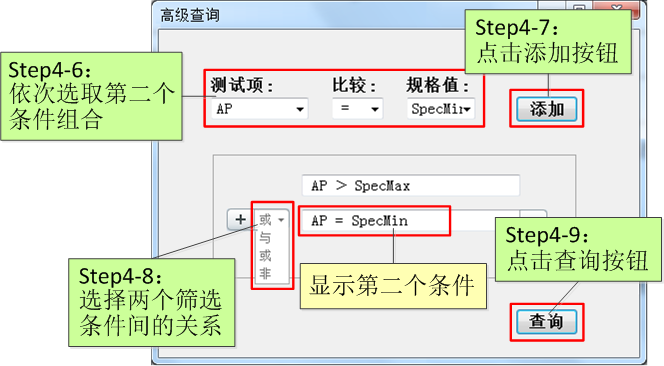 高级查询
Step4-7：
点击添加按钮
Step4-6：
依次选取第二个
条件组合
测试项： 比较： 规格值：
AP = SpecMin
添加
AP > SpecMax
+ 或 AP = SpecMin
与
或
非
Step4-9：
点击查询按钮
Step4-8：
选择两个筛选
条件间的关系
显示第二个条件
查询